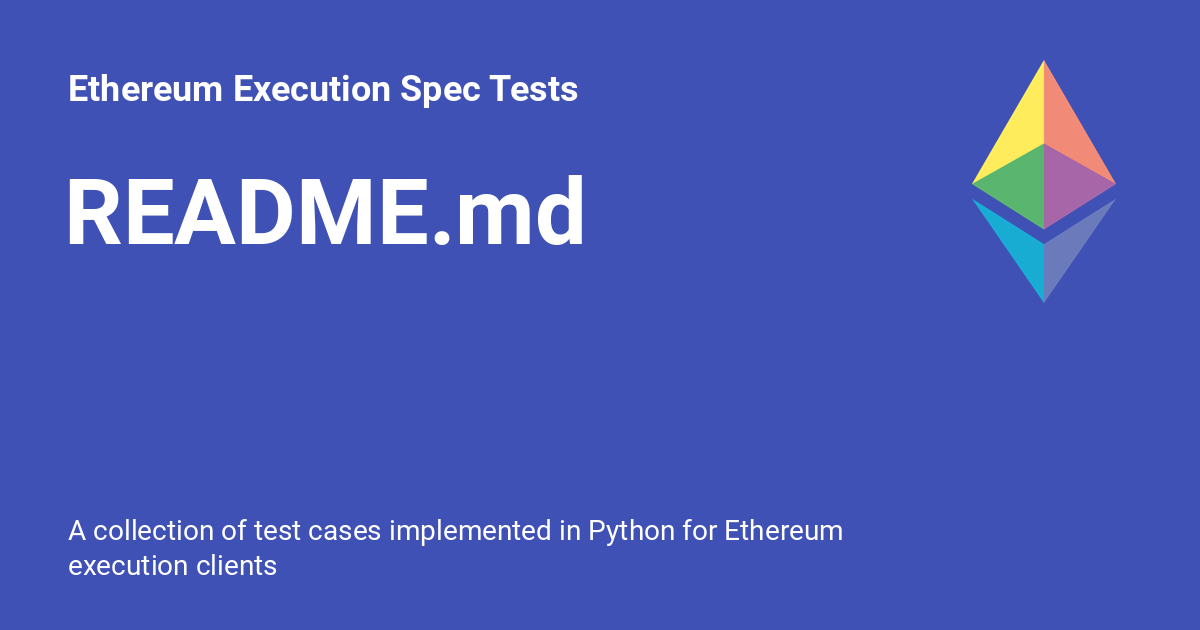 Ethereum Execution Spec Tests
README.md
A collection of test cases implemented in Python for Ethereum
execution clients